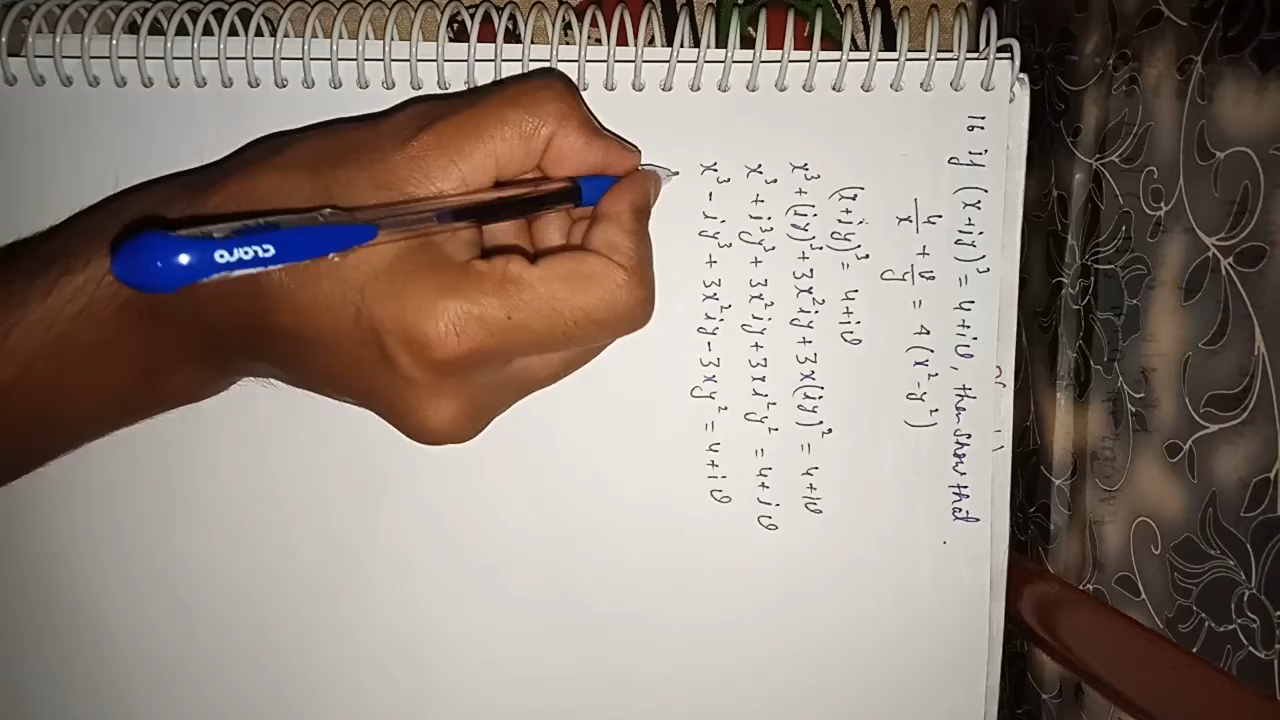 16 if (x+iy)³ = u+iv, then show that.
u/x + v/y = 4(x²-y²)
(x+iy)³ = u+iv
x³+(iy)³+3x²iy+3x(iy)² = u+iv
x³+i³y³+3x²iy+3xi²y² = u+iv
x³-iy³+3x²iy-3xy² = u+iv
claro